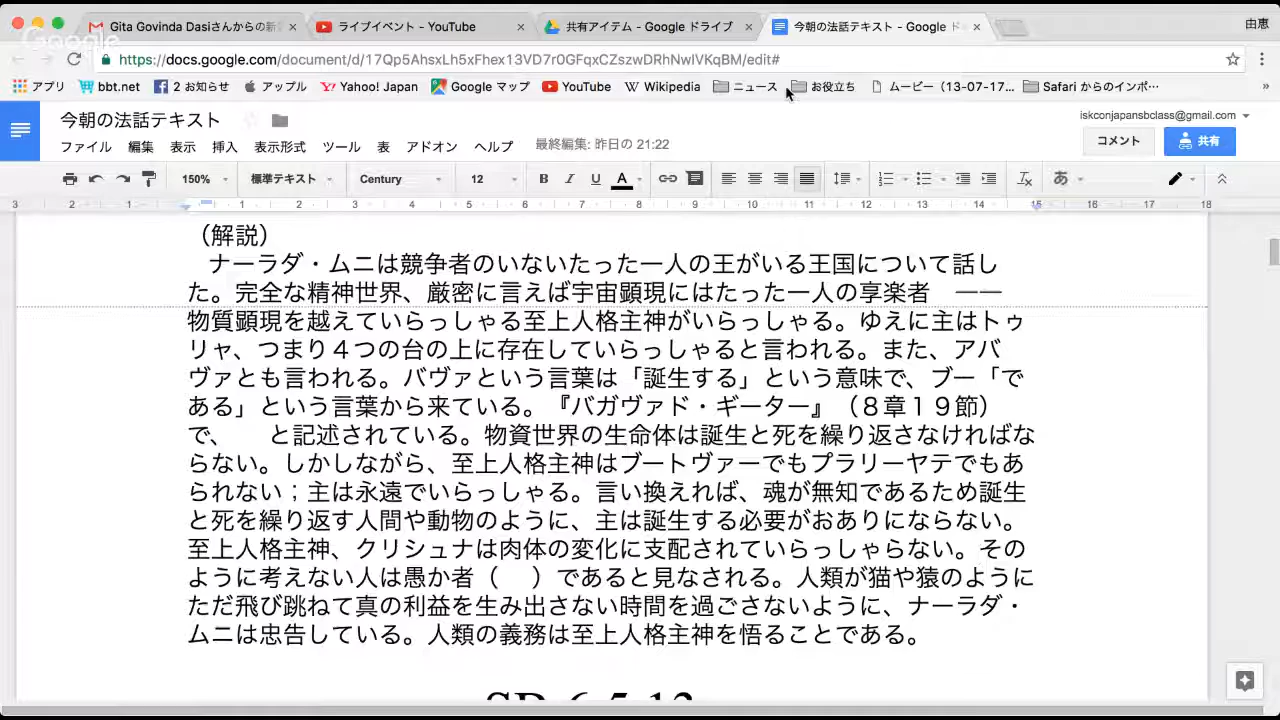 Gita Govinda Dasiさんからの新
ライブイベント - YouTube
共有アイテム - Google ドライブ
今朝の法話テキスト - Google ド
由恵
Google
https://docs.google.com/document/d/17Qp5AhsxLh5xFhex13VD7r0GFqxCZszwDRhNwlVKqBM/edit#
アプリ
bbt.net
2 お知らせ
アップル
Yahoo! Japan
Google マップ
YouTube
Wikipedia
ニュース
お役立ち
ムービー（13-07-17...
Safari からのインポ…
»
今朝の法話テキスト
iskconjapansbclass@gmail.com
ファイル 編集 表示 挿入 表示形式 ツール 表 アドオン ヘルプ 最終編集: 昨日の 21:22
コメント
共有
150% 標準テキスト Century 12 B I U A あ
3 2 1 1 2 3 4 5 6 7 8 9 10 11 12 13 14 15 16 17 18
（解説）
ナーラダ・ムニは競争者のいないたった一人の王がいる王国について話し
た。完全な精神世界、厳密に言えば宇宙顕現にはたった一人の享楽者 ――
物質顕現を越えていらっしゃる至上人格主神がいらっしゃる。ゆえに主はトゥ
リャ、つまり４つの台の上に存在していらっしゃると言われる。また、アバ
ヴァとも言われる。バヴァという言葉は「誕生する」という意味で、ブー「で
ある」という言葉から来ている。『バガヴァド・ギーター』（８章１９節）
で、 と記述されている。物資世界の生命体は誕生と死を繰り返さなければな
らない。しかしながら、至上人格主神はブートヴァーでもプラリーヤテでもあ
られない；主は永遠でいらっしゃる。言い換えれば、魂が無知であるため誕生
と死を繰り返す人間や動物のように、主は誕生する必要がおありにならない。
至上人格主神、クリシュナは肉体の変化に支配されていらっしゃらない。その
ように考えない人は愚か者（ ）であると見なされる。人類が猫や猿のように
ただ飛び跳ねて真の利益を生み出さない時間を過ごさないように、ナーラダ・
ムニは忠告している。人類の義務は至上人格主神を悟ることである。